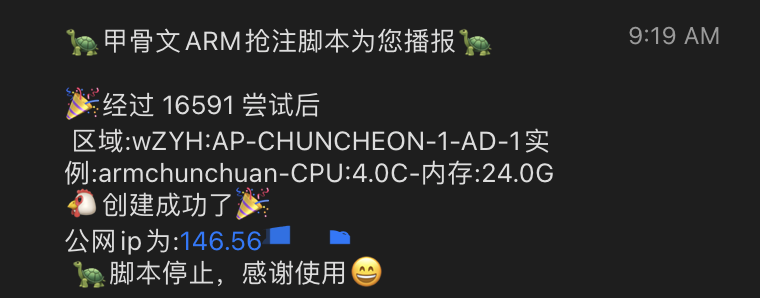 🐢甲骨文ARM抢注脚本为您播报🐢
9:19 AM
🎉经过 16591 尝试后
区域:wZYH:AP-CHUNCHEON-1-AD-1实
例:armchunchuan-CPU:4.0C-内存:24.0G
🐔创建成功了🎉
公网ip为:146.56
🐢脚本停止，感谢使用😄